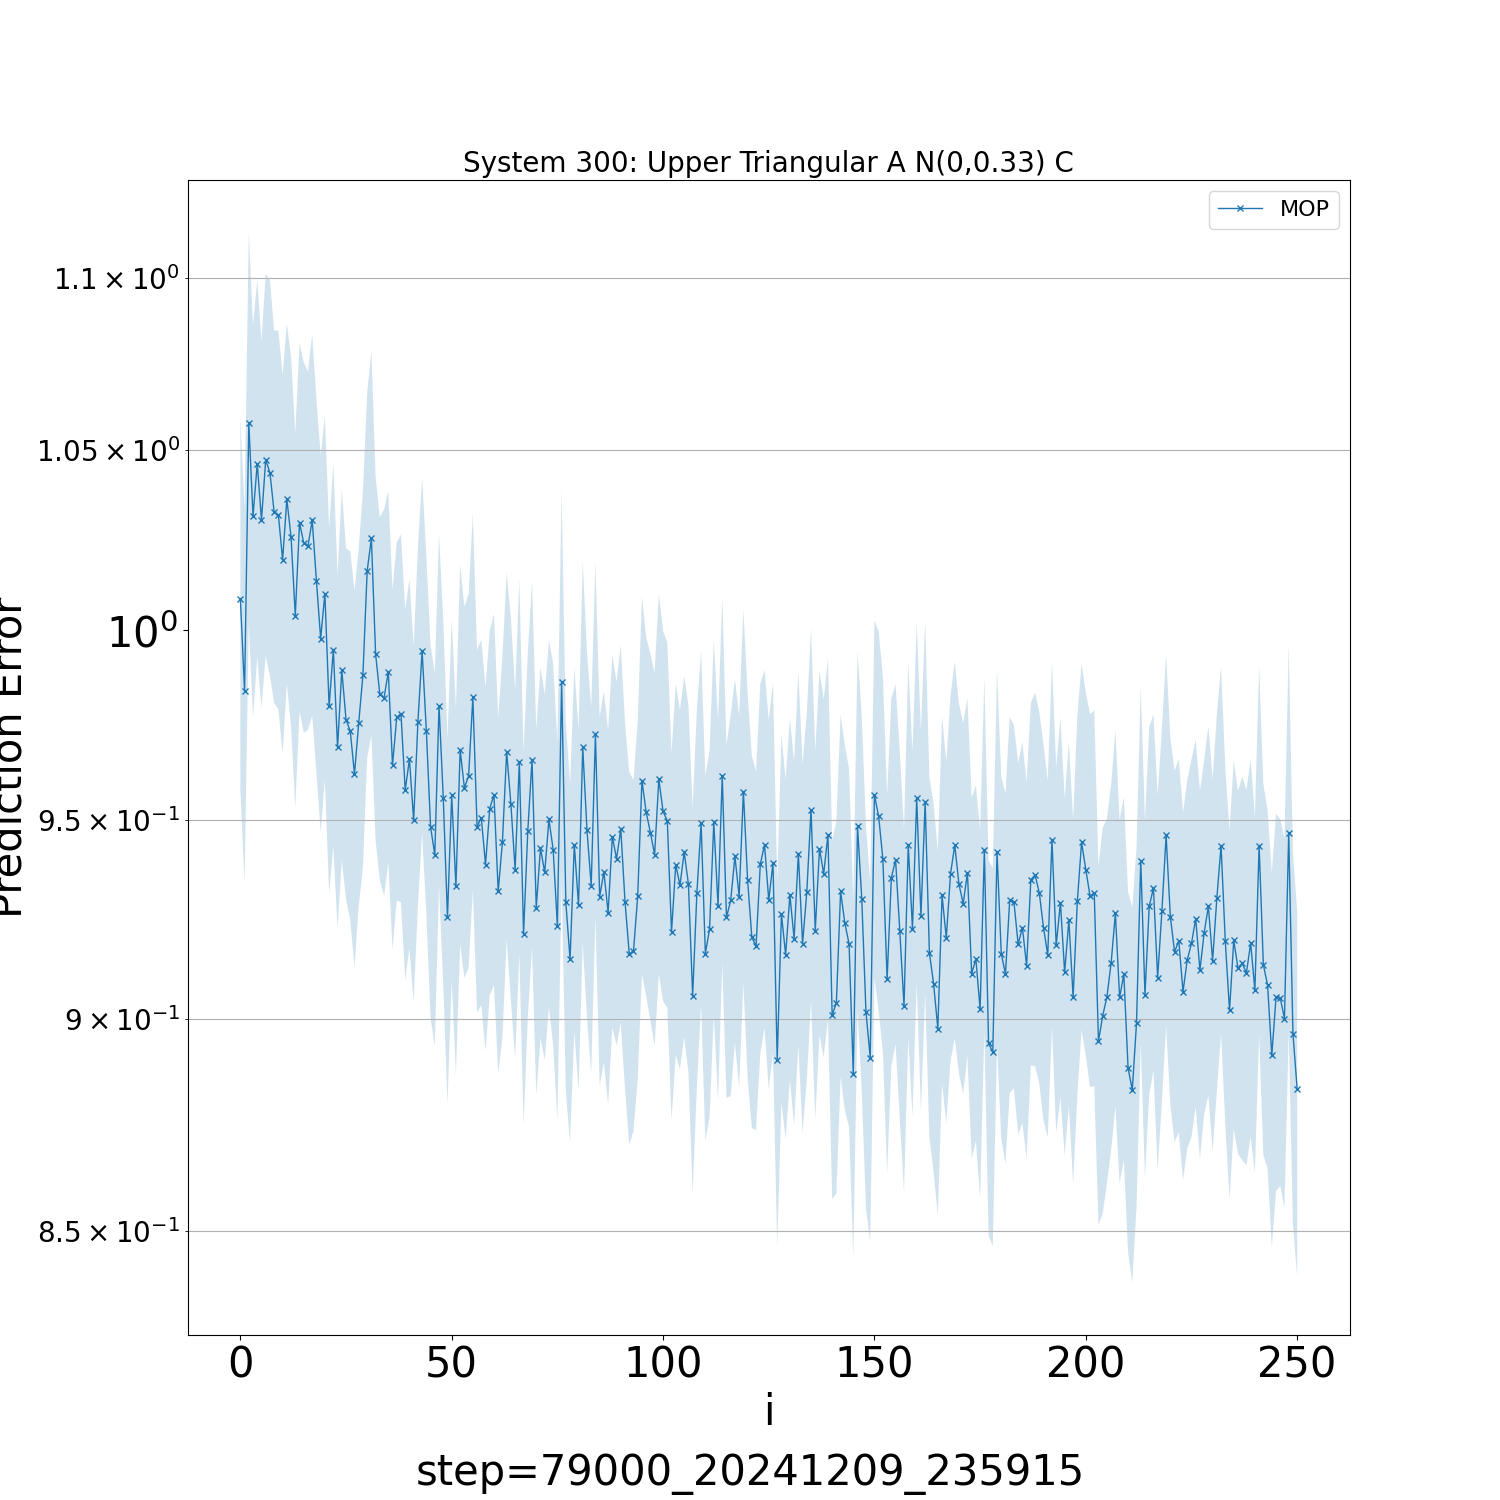 System 300: Upper Triangular A N(0,0.33) C
MOP
1.1 × 10⁰
1.05 × 10⁰
10⁰
9.5 × 10⁻¹
9 × 10⁻¹
8.5 × 10⁻¹
Prediction Error
0 50 100 150 200 250
i
step=79000_20241209_235915